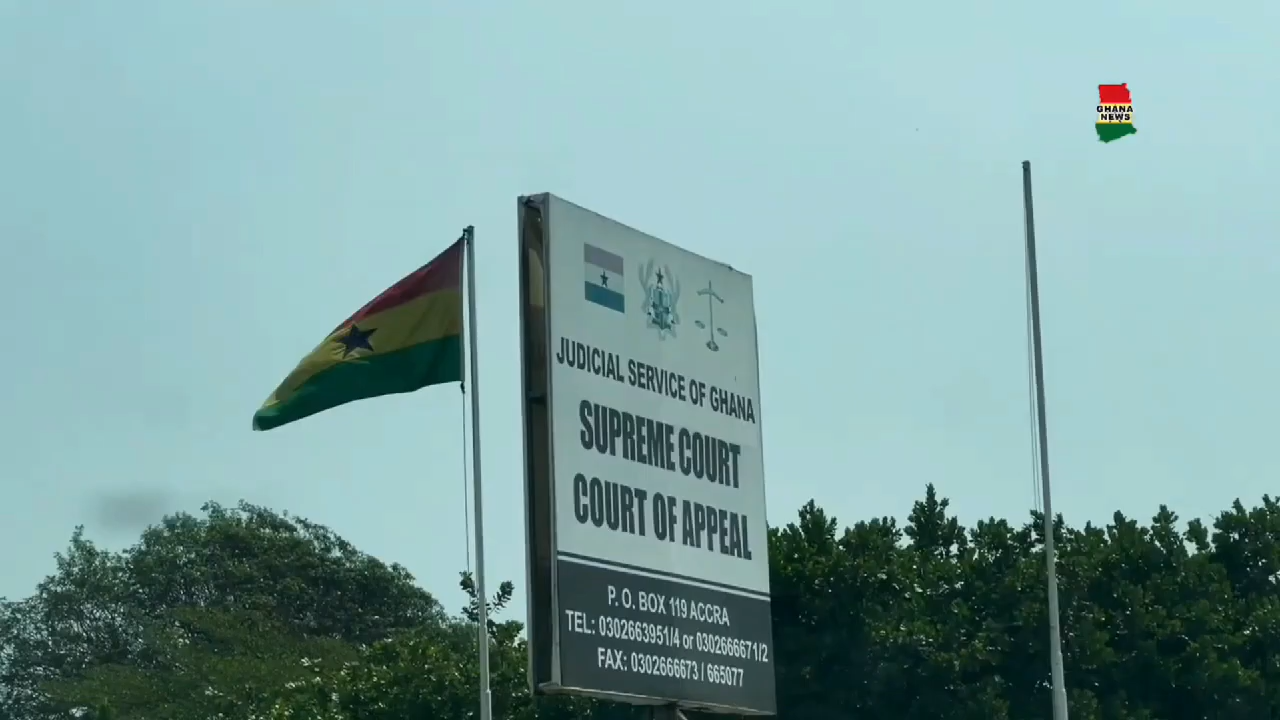 GHANA
NEWS
JUDICIAL SERVICE OF GHANA
SUPREME COURT
COURT OF APPEAL
P. O. BOX 119 ACCRA
TEL: 0302663951/4 or 0302666671/2
FAX: 0302666673 / 665077